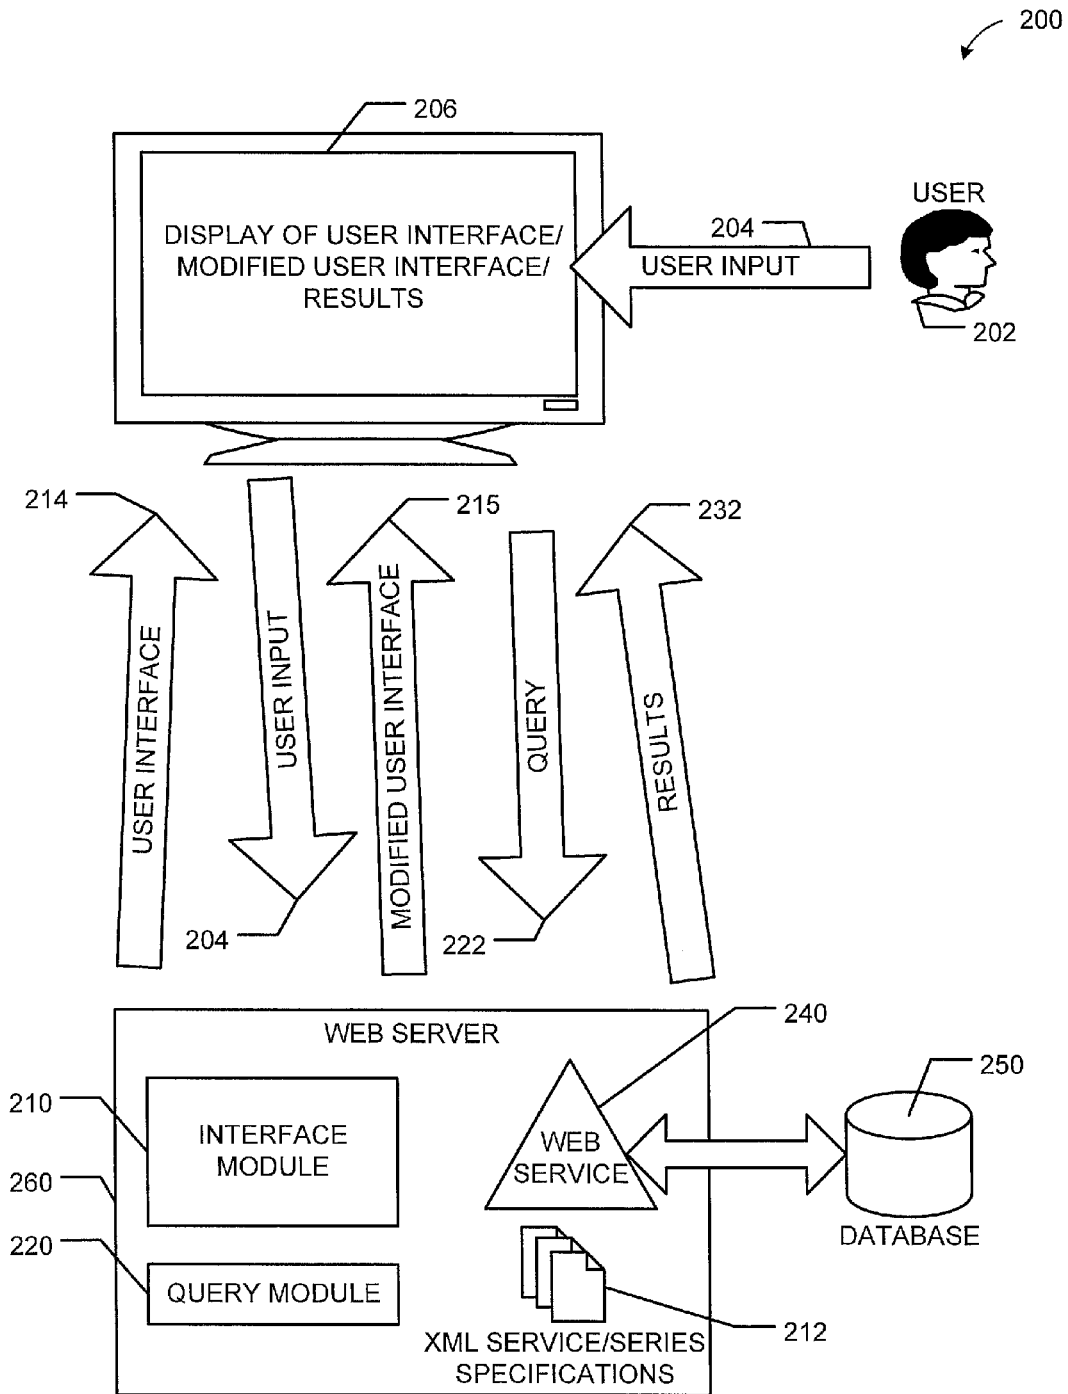 200
206
USER
DISPLAY OF USER INTERFACE/
MODIFIED USER INTERFACE/
RESULTS
204
USER INPUT
202
214
215
232
USER INTERFACE
USER INPUT
MODIFIED USER INTERFACE
QUERY
RESULTS
204
222
WEB SERVER
240
250
210
INTERFACE
MODULE
WEB
SERVICE
260
DATABASE
220
QUERY MODULE
212
XML SERVICE/SERIES
SPECIFICATIONS